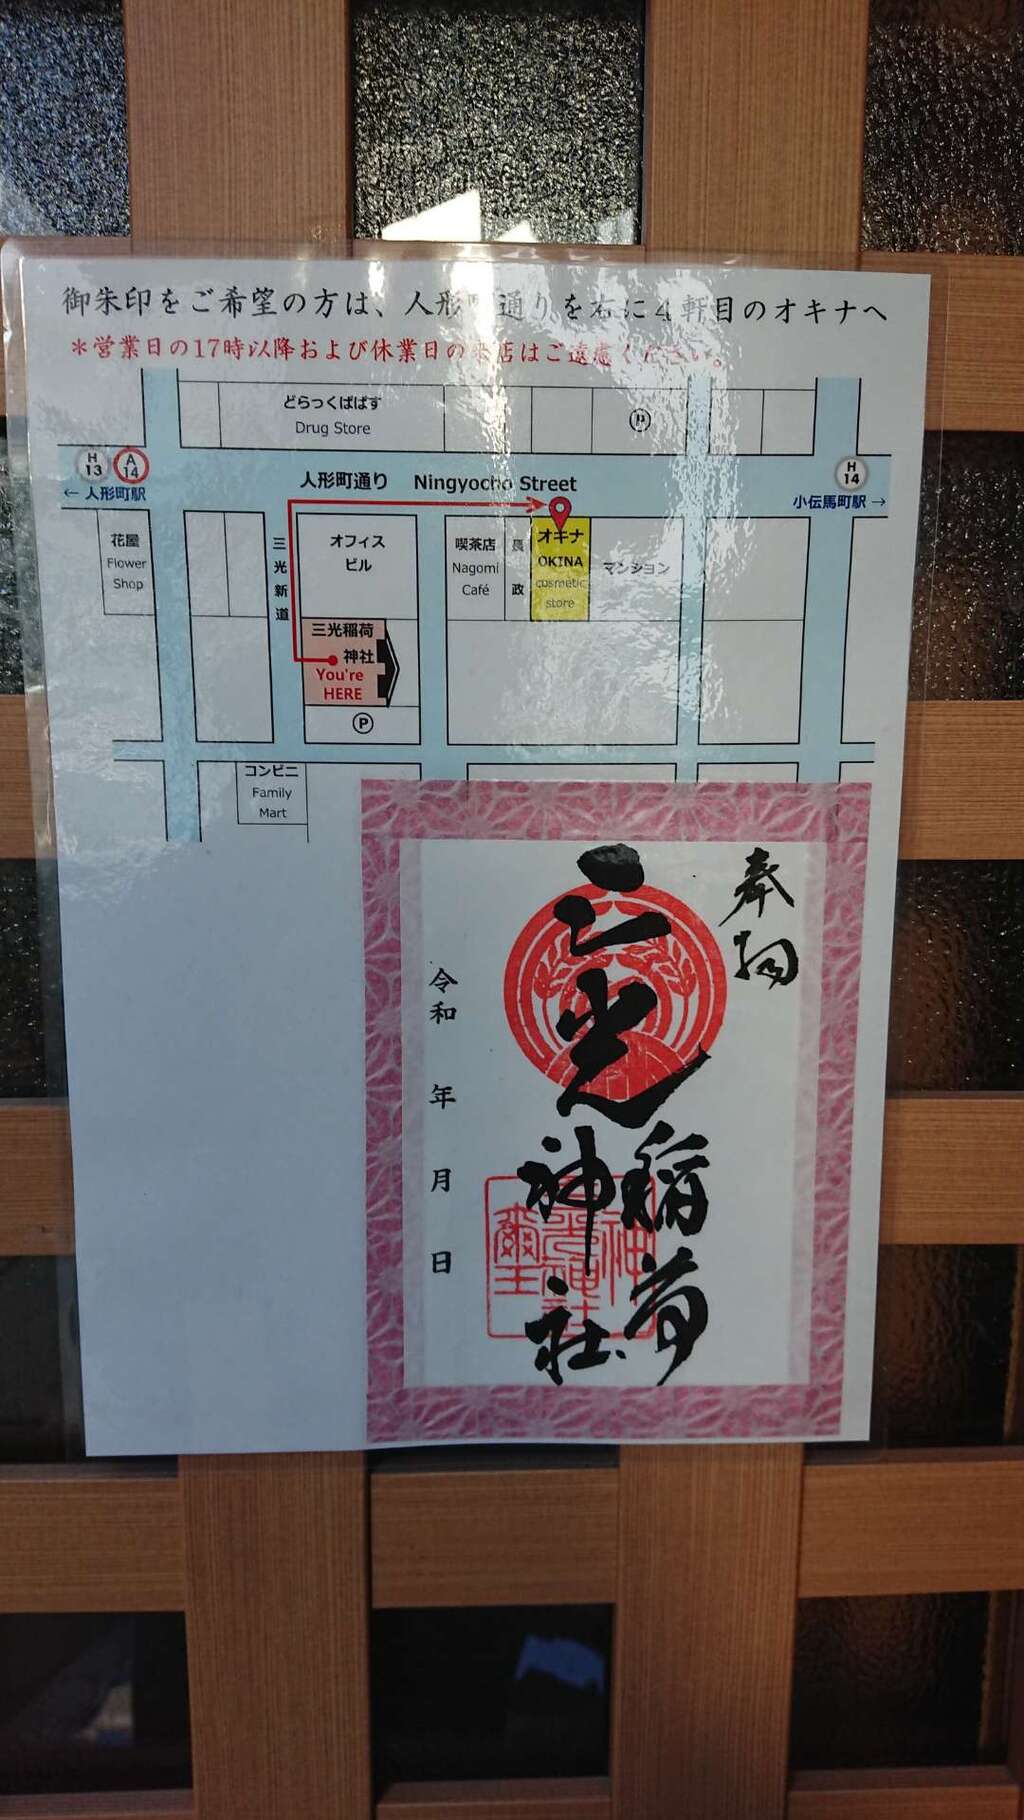 御朱印をご希望の方は、人形町通りを右に4軒目のオキナへ
*営業日の17時以降および休業日の来店はご遠慮ください。
どらっくぱぱす
Drug Store
P
H
13
A
14
← 人形町駅
人形町通り Ningyocho Street
H
14
小伝馬町駅 →
花屋
Flower
Shop
三光新道
オフィス
ビル
喫茶店
Nagomi
Café
長政
オキナ
OKINA
cosmetic
store
マンション
三光稲荷
神社
You're
HERE
P
コンビニ
Family
Mart
奉拝
三光稲荷
神社
令和 年 月 日